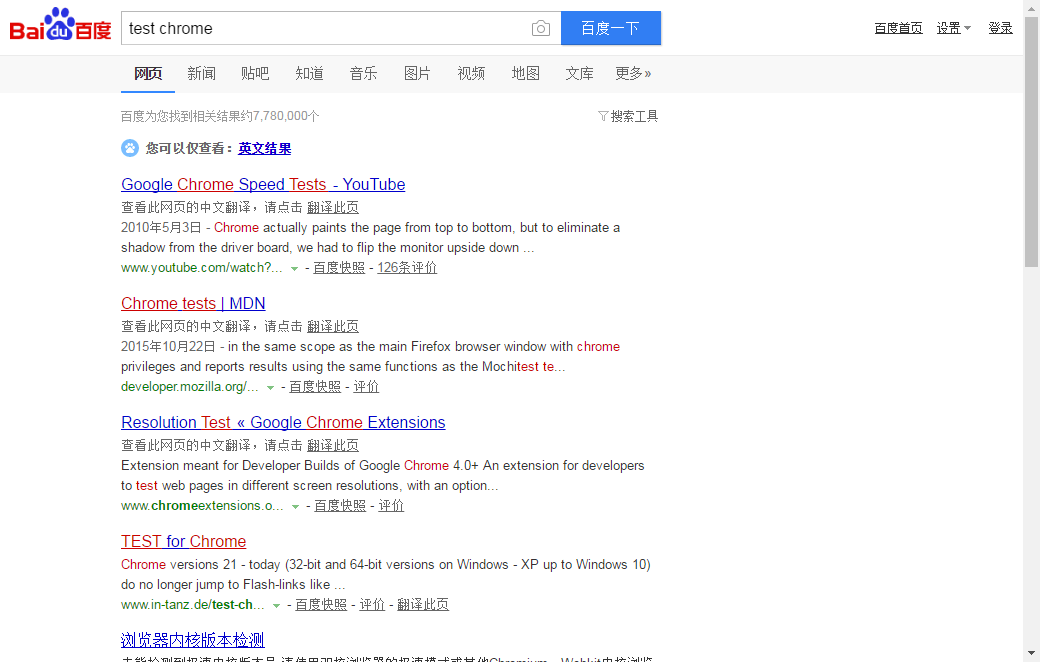 Bai du 百度 test chrome 百度一下 百度首页 设置 登录
网页 新闻 贴吧 知道 音乐 图片 视频 地图 文库 更多»
百度为您找到相关结果约7,780,000个 搜索工具
您可以仅查看：英文结果
Google Chrome Speed Tests - YouTube
查看此网页的中文翻译，请点击 翻译此页
2010年5月3日 - Chrome actually paints the page from top to bottom, but to eliminate a
shadow from the driver board, we had to flip the monitor upside down ...
www.youtube.com/watch?... - 百度快照 - 126条评价
Chrome tests | MDN
查看此网页的中文翻译，请点击 翻译此页
2015年10月22日 - in the same scope as the main Firefox browser window with chrome
privileges and reports results using the same functions as the Mochitest te...
developer.mozilla.org/... - 百度快照 - 评价
Resolution Test « Google Chrome Extensions
查看此网页的中文翻译，请点击 翻译此页
Extension meant for Developer Builds of Google Chrome 4.0+ An extension for developers
to test web pages in different screen resolutions, with an option...
www.chromeextensions.o... - 百度快照 - 评价
TEST for Chrome
Chrome versions 21 - today (32-bit and 64-bit versions on Windows - XP up to Windows 10)
do no longer jump to Flash-links like ...
www.in-tanz.de/test-ch... - 百度快照 - 评价 - 翻译此页
浏览器内核版本检测